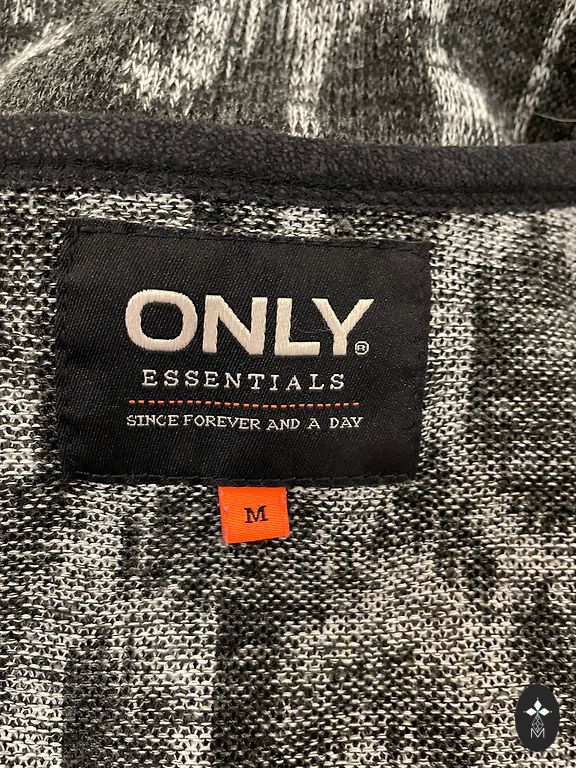 ONLY®
ESSENTIALS
SINCE FOREVER AND A DAY
M
M